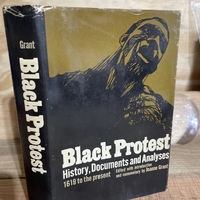 Grant
Black Protest
Black Protest
History, Documents and Analyses
1619 to the present
Edited with introduction
and commentary by Joanne Grant